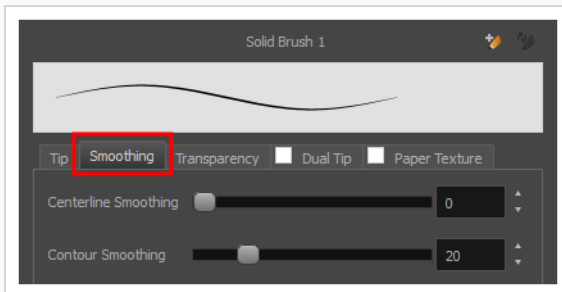 Solid Brush 1
Tip Smoothing Transparency Dual Tip Paper Texture
Centerline Smoothing 0
Contour Smoothing 20